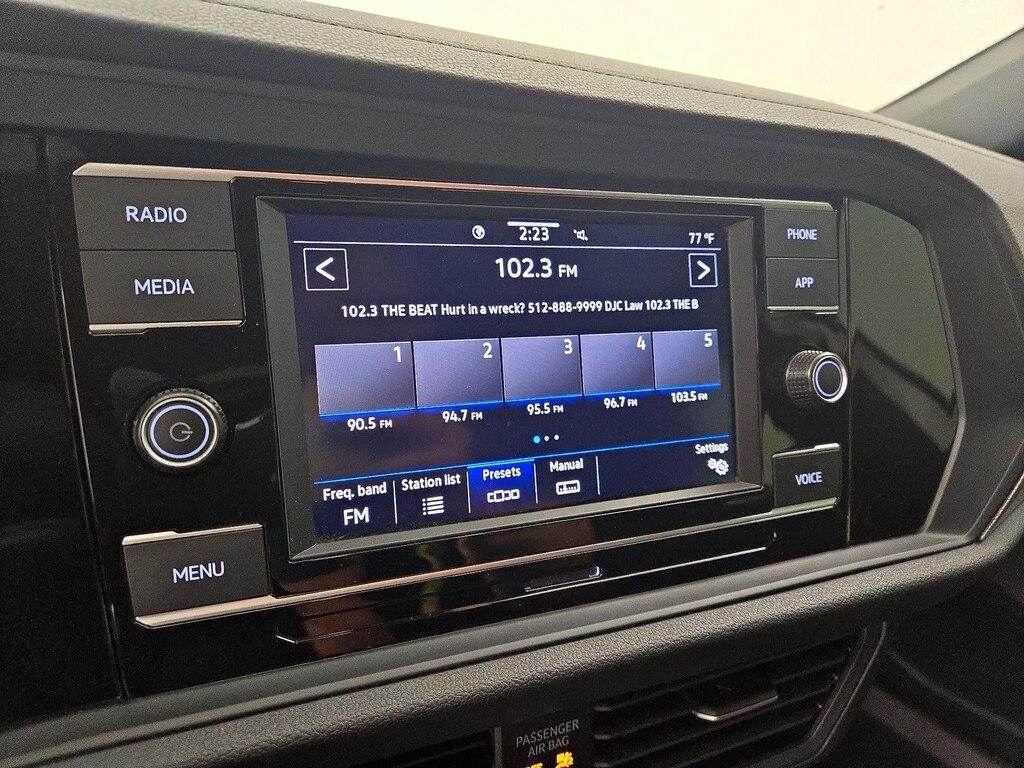 RADIO
MEDIA
MENU
2:23
77 °F
<
102.3 FM
>
102.3 THE BEAT Hurt in a wreck? 512-888-9999 DJC Law 102.3 THE B
1 2 3 4 5
90.5 FM 94.7 FM 95.5 FM 96.7 FM 103.5 FM
Freq. band
FM
Station list
Presets
Manual
Settings
PHONE
APP
VOICE
PASSENGER
AIR BAG